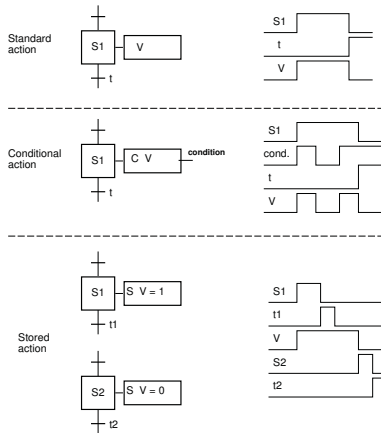 Standard action
S1
V
t
S1
t
V
Conditional action
S1
C V
condition
t
S1
cond.
t
V
Stored action
S1
S V = 1
t1
S2
S V = 0
t2
S1
t1
V
S2
t2